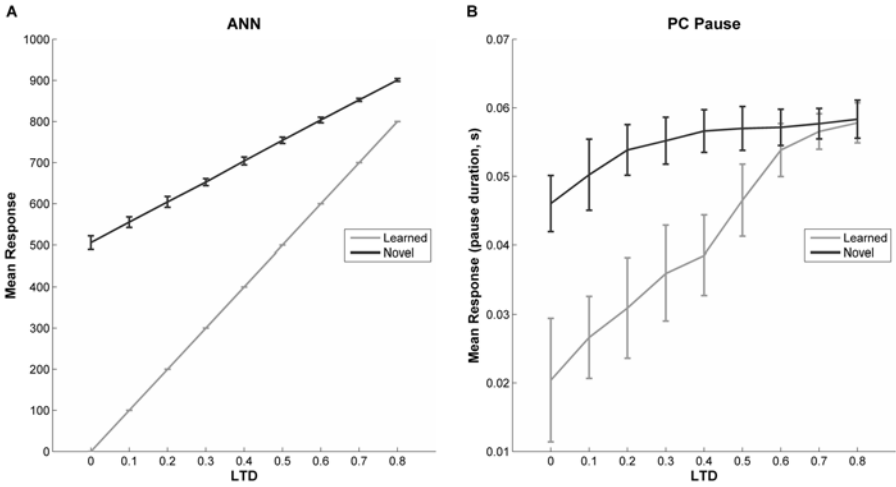 A
ANN
Mean Response
1000
900
800
700
600
500
400
300
200
100
0
0 0.1 0.2 0.3 0.4 0.5 0.6 0.7 0.8
LTD
Learned
Novel
B
PC Pause
Mean Response (pause duration, s)
0.07
0.06
0.05
0.04
0.03
0.02
0.01
0 0.1 0.2 0.3 0.4 0.5 0.6 0.7 0.8
LTD
Learned
Novel